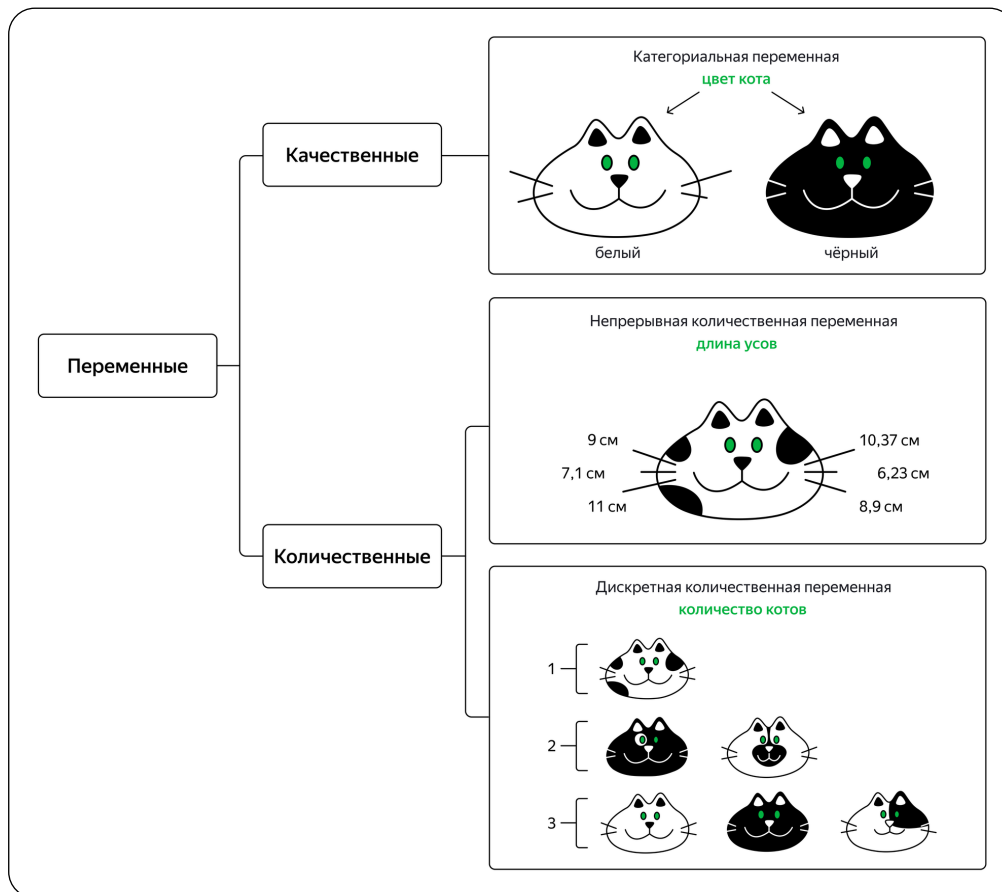 Переменные
Качественные
Категориальная переменная
цвет кота
белый
чёрный
Количественные
Непрерывная количественная переменная
длина усов
9 см
10,37 см
7,1 см
6,23 см
11 см
8,9 см
Дискретная количественная переменная
количество котов
1
2
3